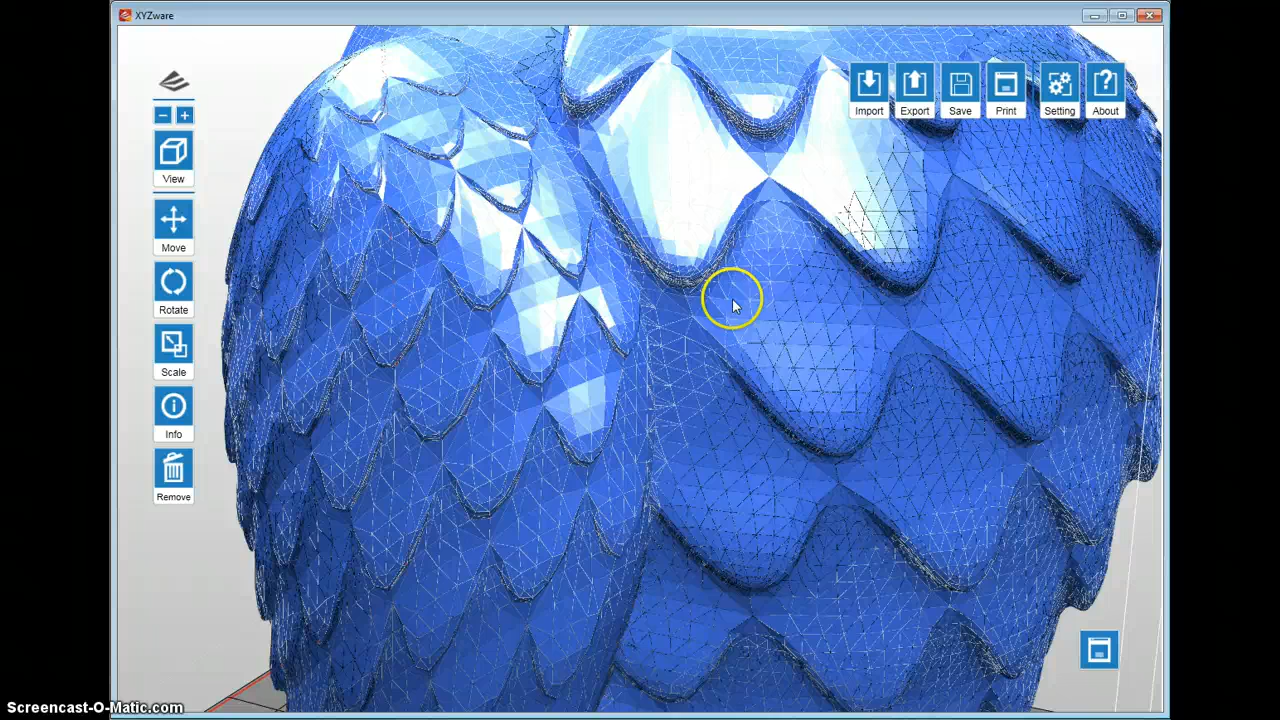 XYZware
Import
Export
Save
Print
Setting
About
View
Move
Rotate
Scale
Info
Remove
Screencast-O-Matic.com